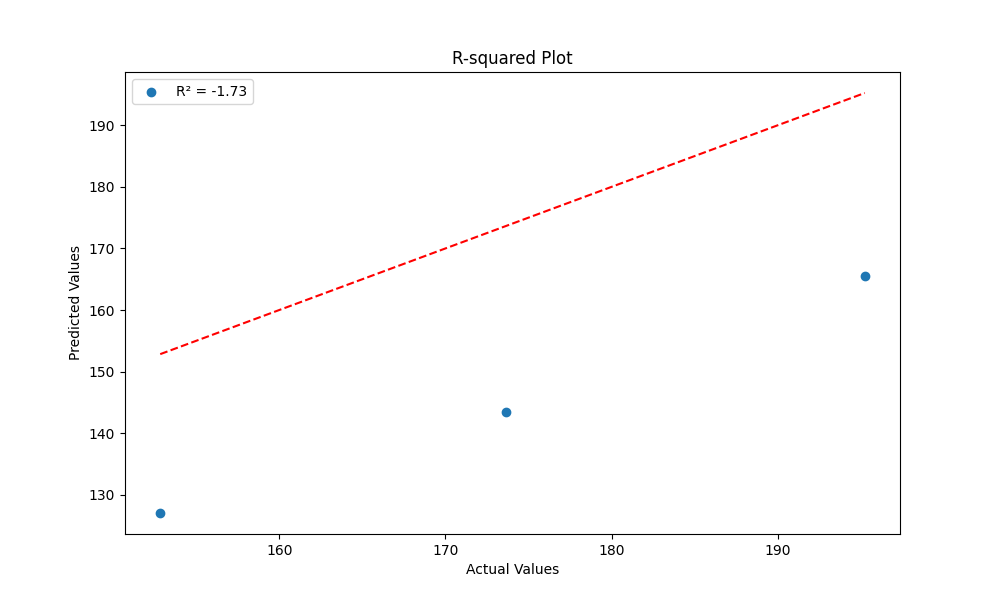 R-squared Plot
R² = -1.73
190
180
170
160
150
140
130
Predicted Values
160 170 180 190
Actual Values